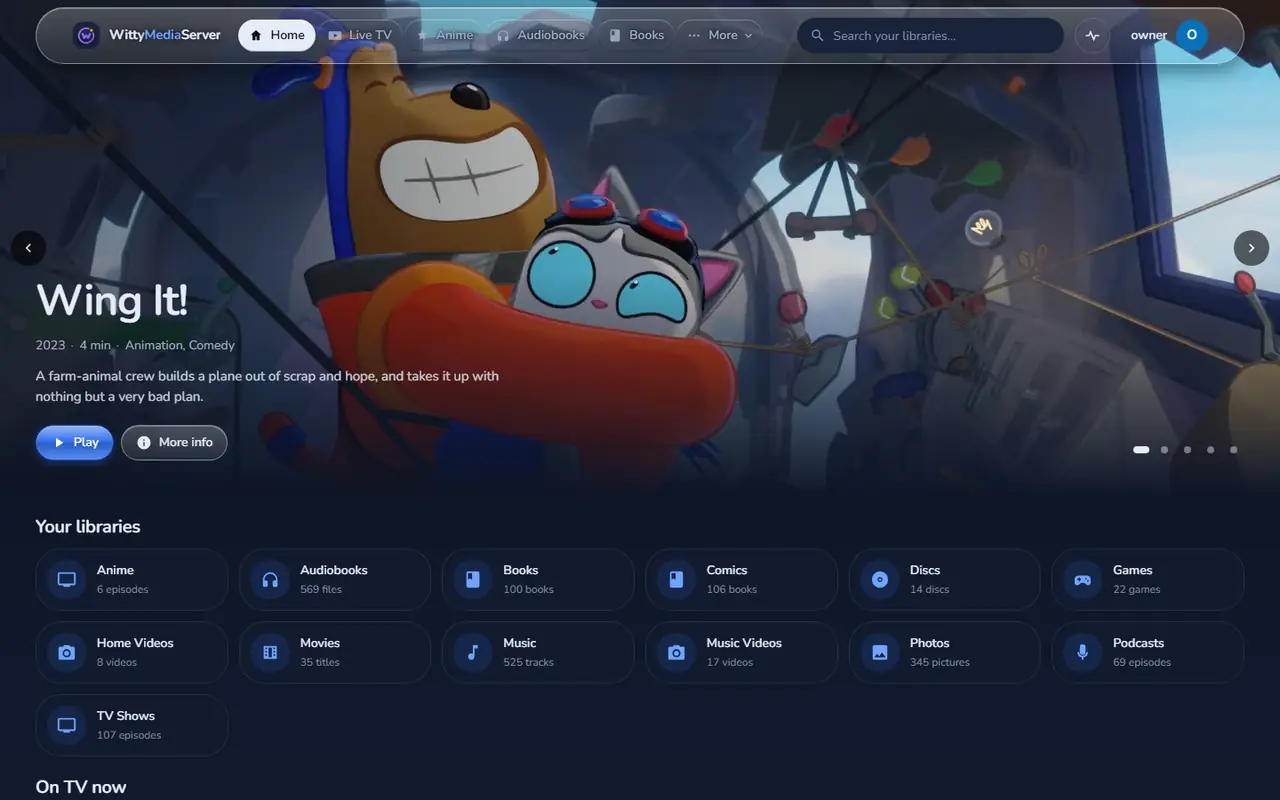 WittyMediaServer
Home
Live TV
Anime
Audiobooks
Books
More
Search your libraries...
owner
O
Wing It!
2023 · 4 min · Animation, Comedy
A farm-animal crew builds a plane out of scrap and hope, and takes it up with
nothing but a very bad plan.
Play
More info
Your libraries
Anime
6 episodes
Audiobooks
569 files
Books
100 books
Comics
106 books
Discs
14 discs
Games
22 games
Home Videos
8 videos
Movies
35 titles
Music
525 tracks
Music Videos
17 videos
Photos
345 pictures
Podcasts
69 episodes
TV Shows
107 episodes
On TV now